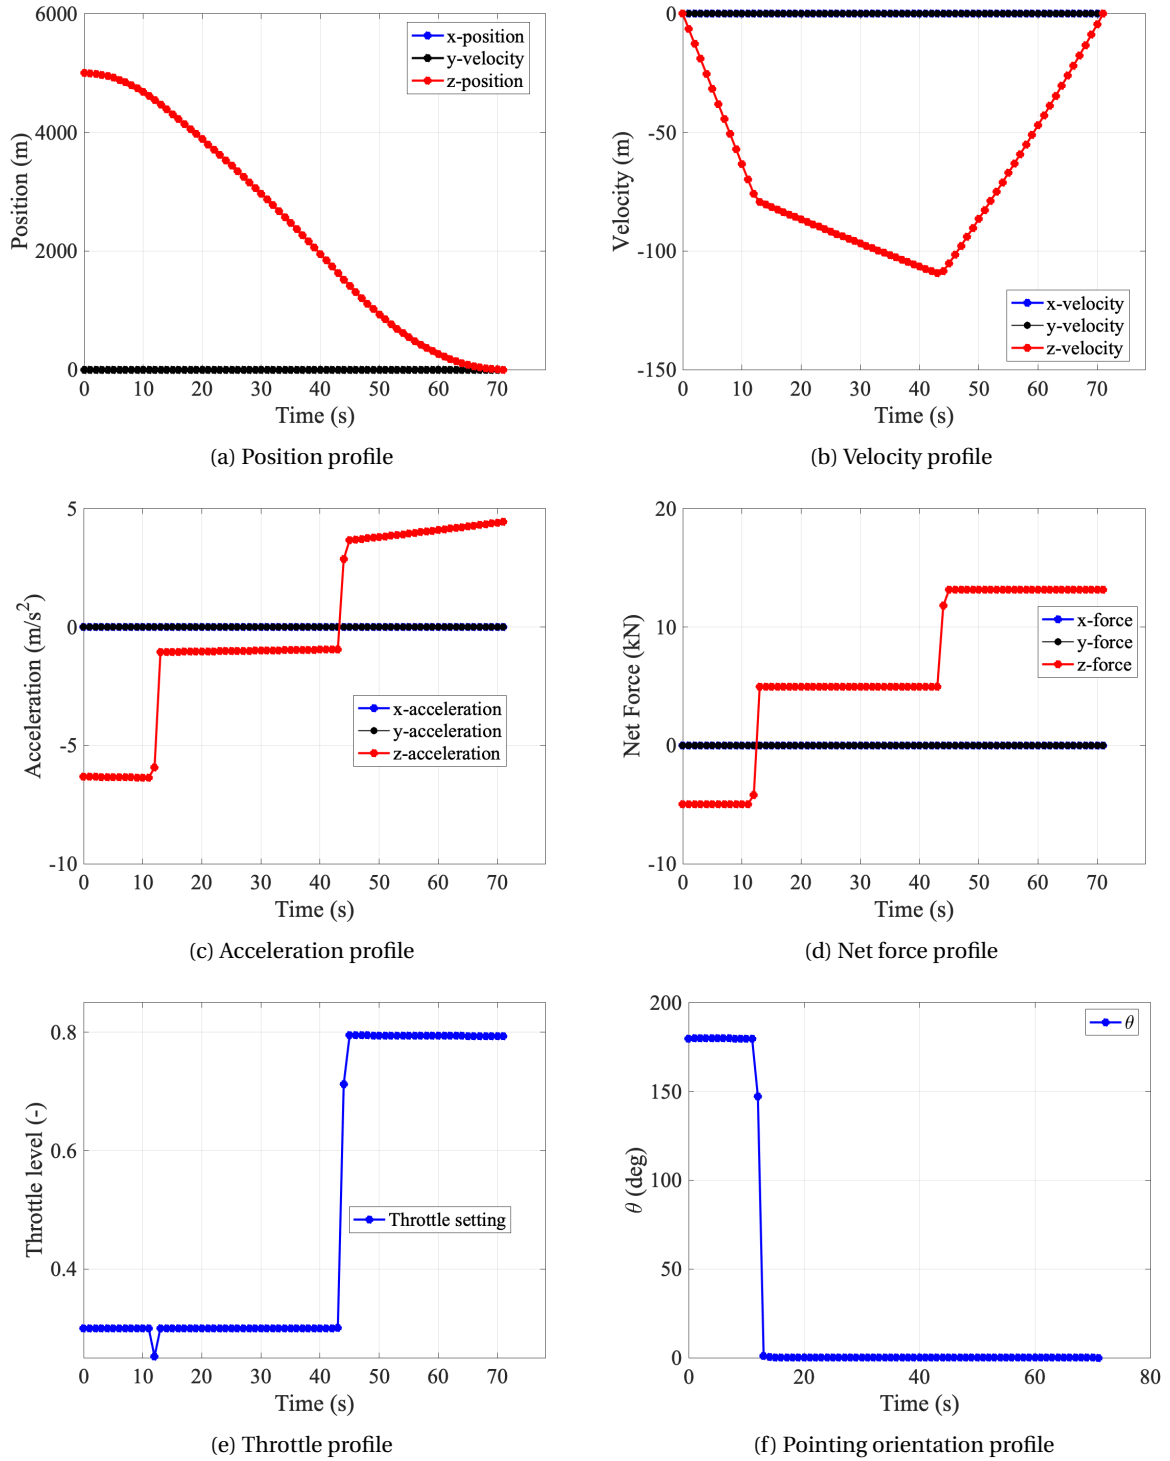 6000
4000
2000
0
Position (m)
x-position
y-velocity
z-position
0 10 20 30 40 50 60 70
Time (s)
(a) Position profile
0
-50
-100
-150
Velocity (m)
x-velocity
y-velocity
z-velocity
0 10 20 30 40 50 60 70
Time (s)
(b) Velocity profile
5
0
-5
-10
Acceleration (m/s²)
x-acceleration
y-acceleration
z-acceleration
0 10 20 30 40 50 60 70
Time (s)
(c) Acceleration profile
20
10
0
-10
Net Force (kN)
x-force
y-force
z-force
0 10 20 30 40 50 60 70
Time (s)
(d) Net force profile
0.8
0.6
0.4
Throttle level (-)
Throttle setting
0 10 20 30 40 50 60 70
Time (s)
(e) Throttle profile
200
150
100
50
0
θ (deg)
θ
0 20 40 60 80
Time (s)
(f) Pointing orientation profile